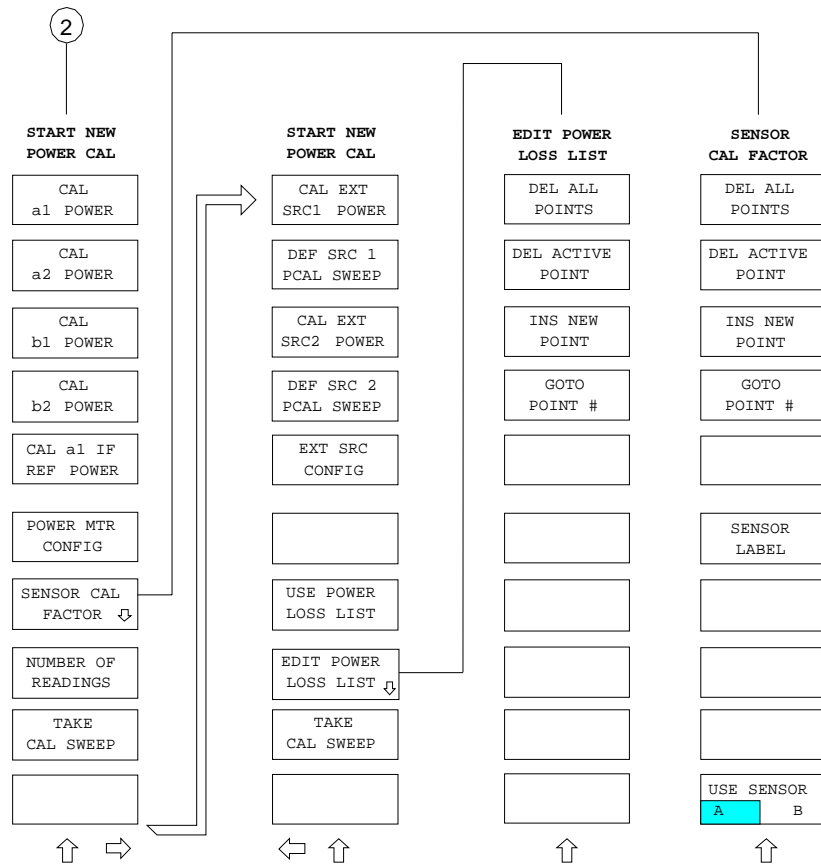 2
START NEW
POWER CAL
CAL
a1 POWER
CAL
a2 POWER
CAL
b1 POWER
CAL
b2 POWER
CAL a1 IF
REF POWER
POWER MTR
CONFIG
SENSOR CAL
FACTOR
NUMBER OF
READINGS
TAKE
CAL SWEEP
START NEW
POWER CAL
CAL EXT
SRC1 POWER
DEF SRC 1
PCAL SWEEP
CAL EXT
SRC2 POWER
DEF SRC 2
PCAL SWEEP
EXT SRC
CONFIG
USE POWER
LOSS LIST
EDIT POWER
LOSS LIST
TAKE
CAL SWEEP
EDIT POWER
LOSS LIST
DEL ALL
POINTS
DEL ACTIVE
POINT
INS NEW
POINT
GOTO
POINT #
SENSOR
CAL FACTOR
DEL ALL
POINTS
DEL ACTIVE
POINT
INS NEW
POINT
GOTO
POINT #
SENSOR
LABEL
USE SENSOR
A B